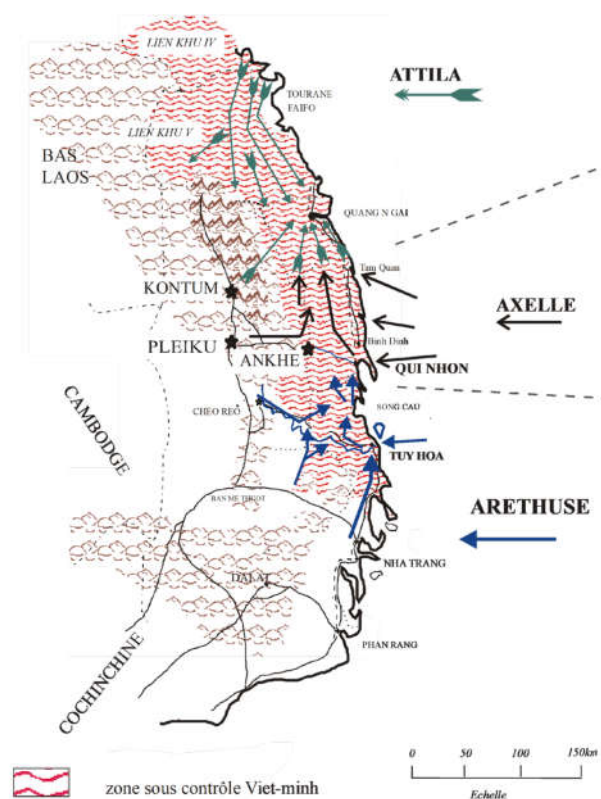 LIEN KHU IV
ATTILA
TOURANE
FAIFO
LIEN KHU V
BAS
LAOS
QUANG N GAI
Tam Quan
KONTUM
AXELLE
PLEIKU
ANKHE
Binh Dinh
QUI NHON
CHEO REO
SONG CAU
CAMBODGE
TUY HOA
BAN ME THUOT
ARETHUSE
NHA TRANG
DALAT
PHAN RANG
COCHINCHINE
0 50 100 150km
zone sous contrôle Viet-minh
Echelle